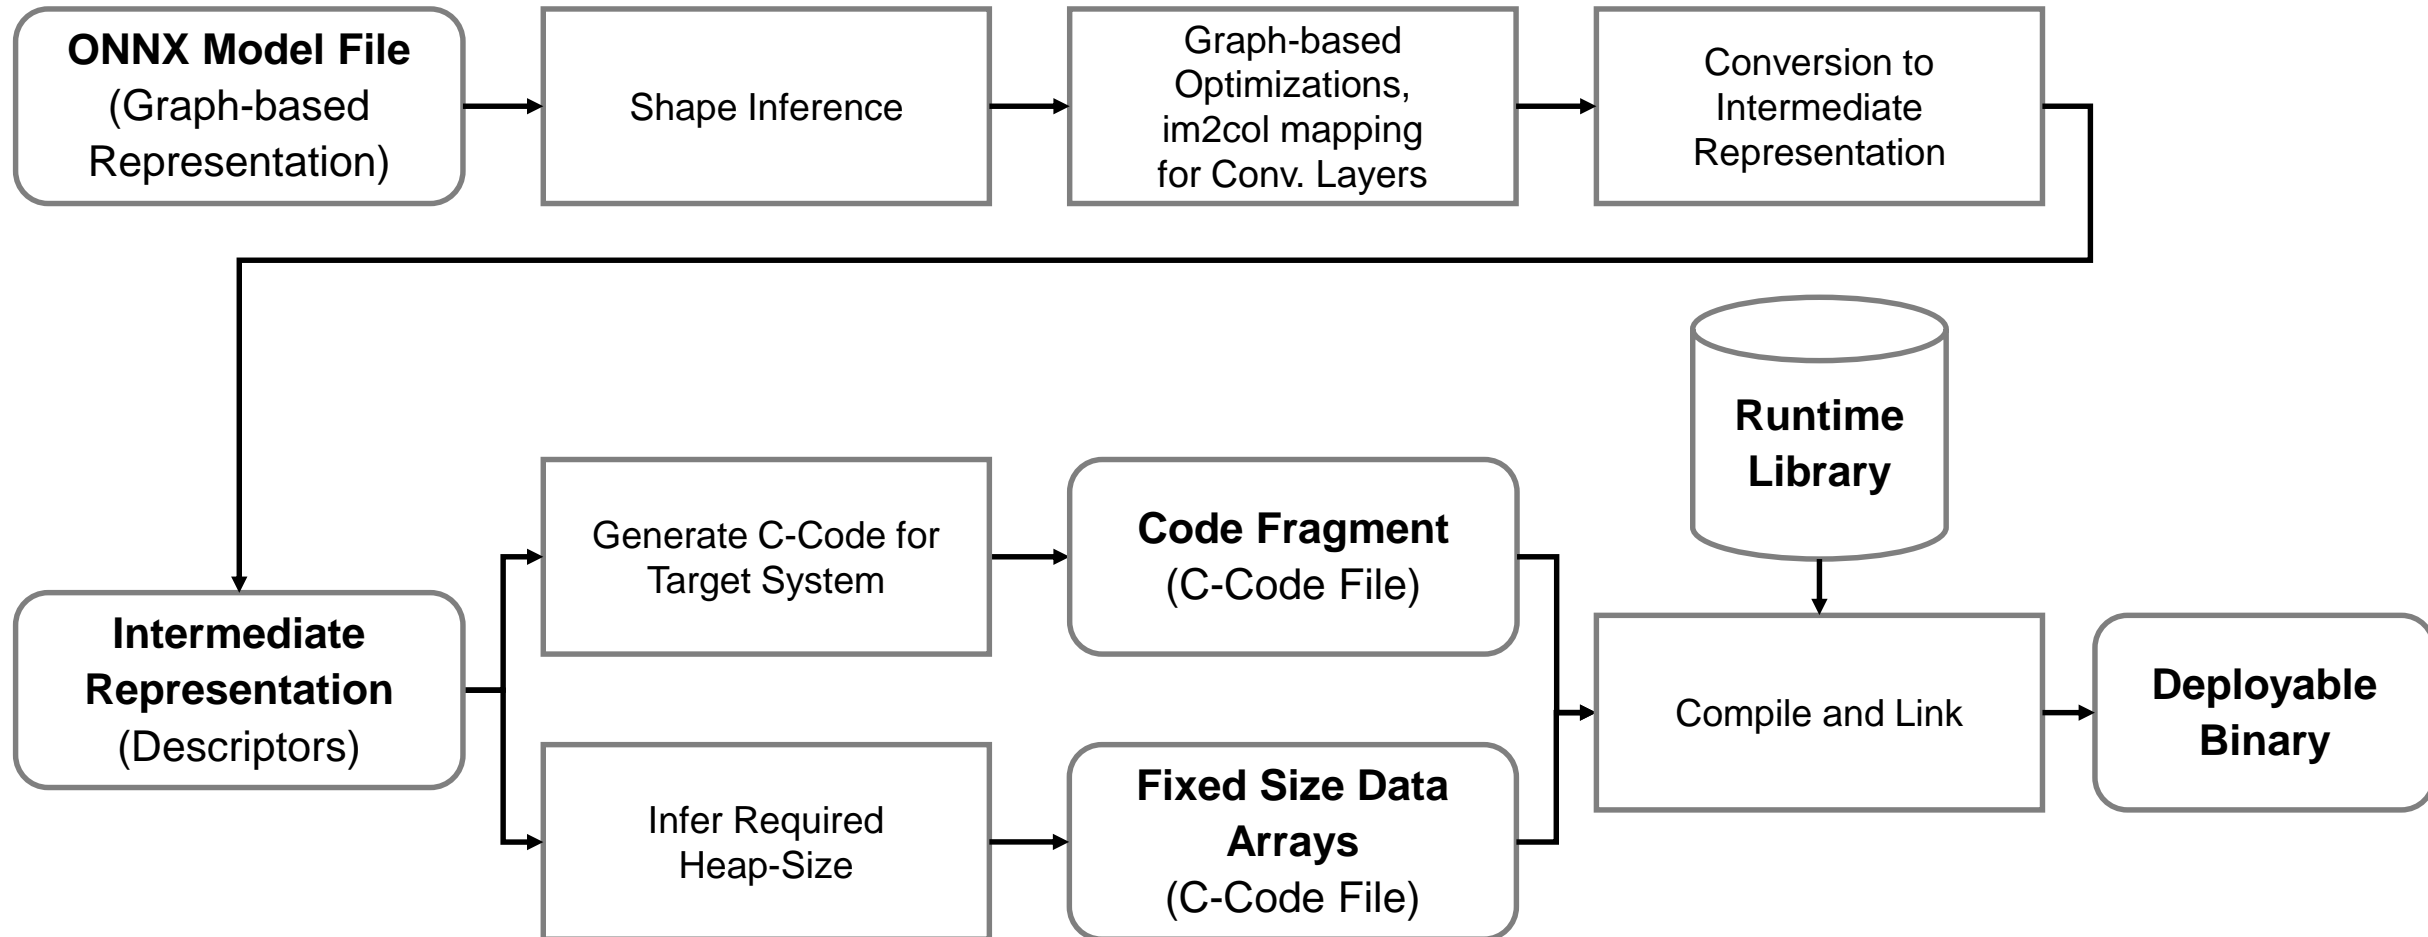 ONNX Model File
(Graph-based
Representation)
Shape Inference
Graph-based
Optimizations,
im2col mapping
for Conv. Layers
Conversion to
Intermediate
Representation
Runtime
Library
Intermediate
Representation
(Descriptors)
Generate C-Code for
Target System
Code Fragment
(C-Code File)
Infer Required
Heap-Size
Fixed Size Data
Arrays
(C-Code File)
Compile and Link
Deployable
Binary